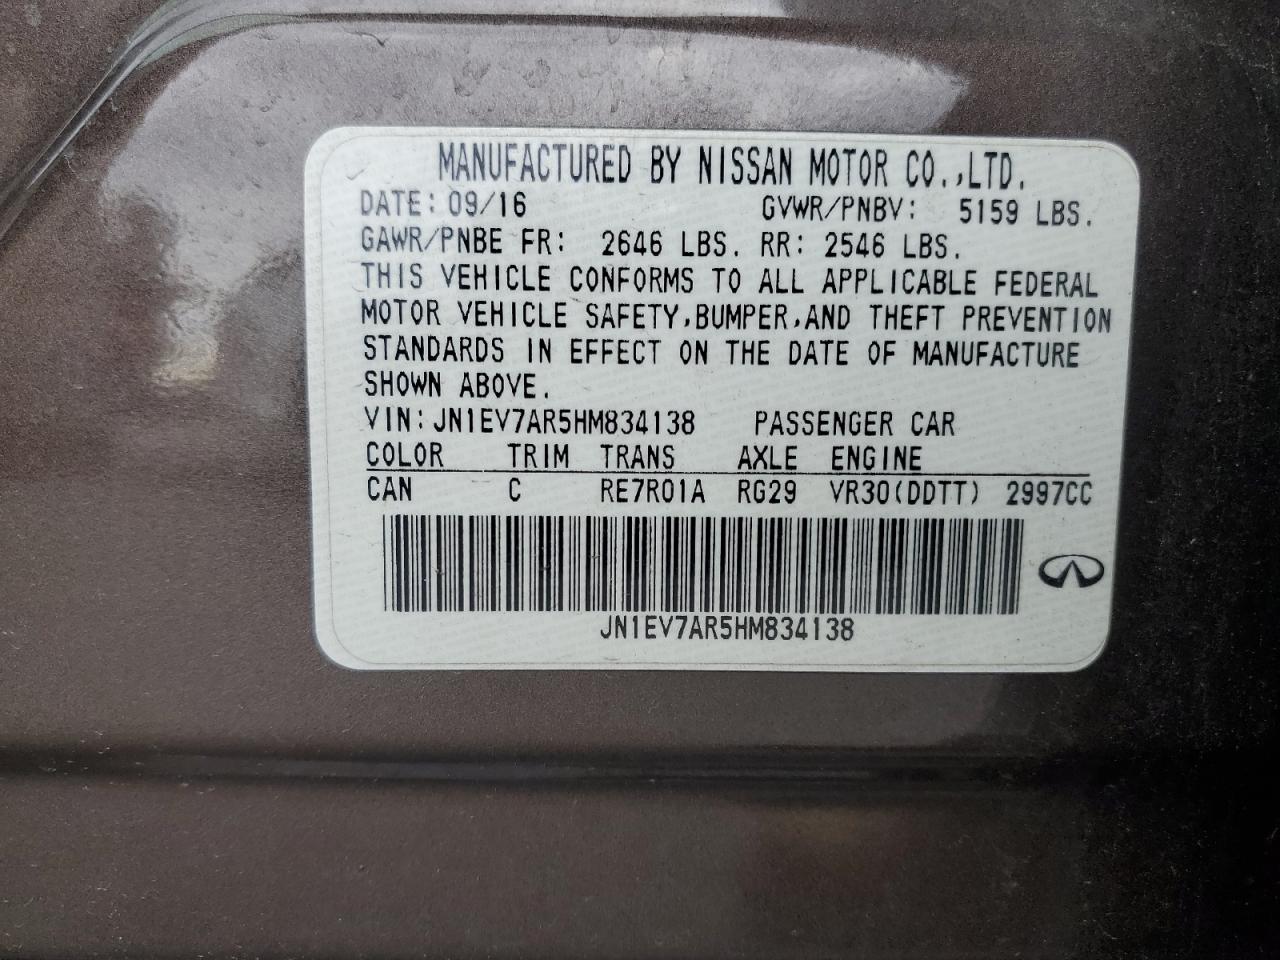 MANUFACTURED BY NISSAN MOTOR CO.,LTD.
DATE: 09/16 GVWR/PNBV: 5159 LBS.
GAWR/PNBE FR: 2646 LBS. RR: 2546 LBS.
THIS VEHICLE CONFORMS TO ALL APPLICABLE FEDERAL
MOTOR VEHICLE SAFETY,BUMPER,AND THEFT PREVENTION
STANDARDS IN EFFECT ON THE DATE OF MANUFACTURE
SHOWN ABOVE.
VIN: JN1EV7AR5HM834138 PASSENGER CAR
COLOR TRIM TRANS AXLE ENGINE
CAN C RE7R01A RG29 VR30(DDTT) 2997CC
JN1EV7AR5HM834138